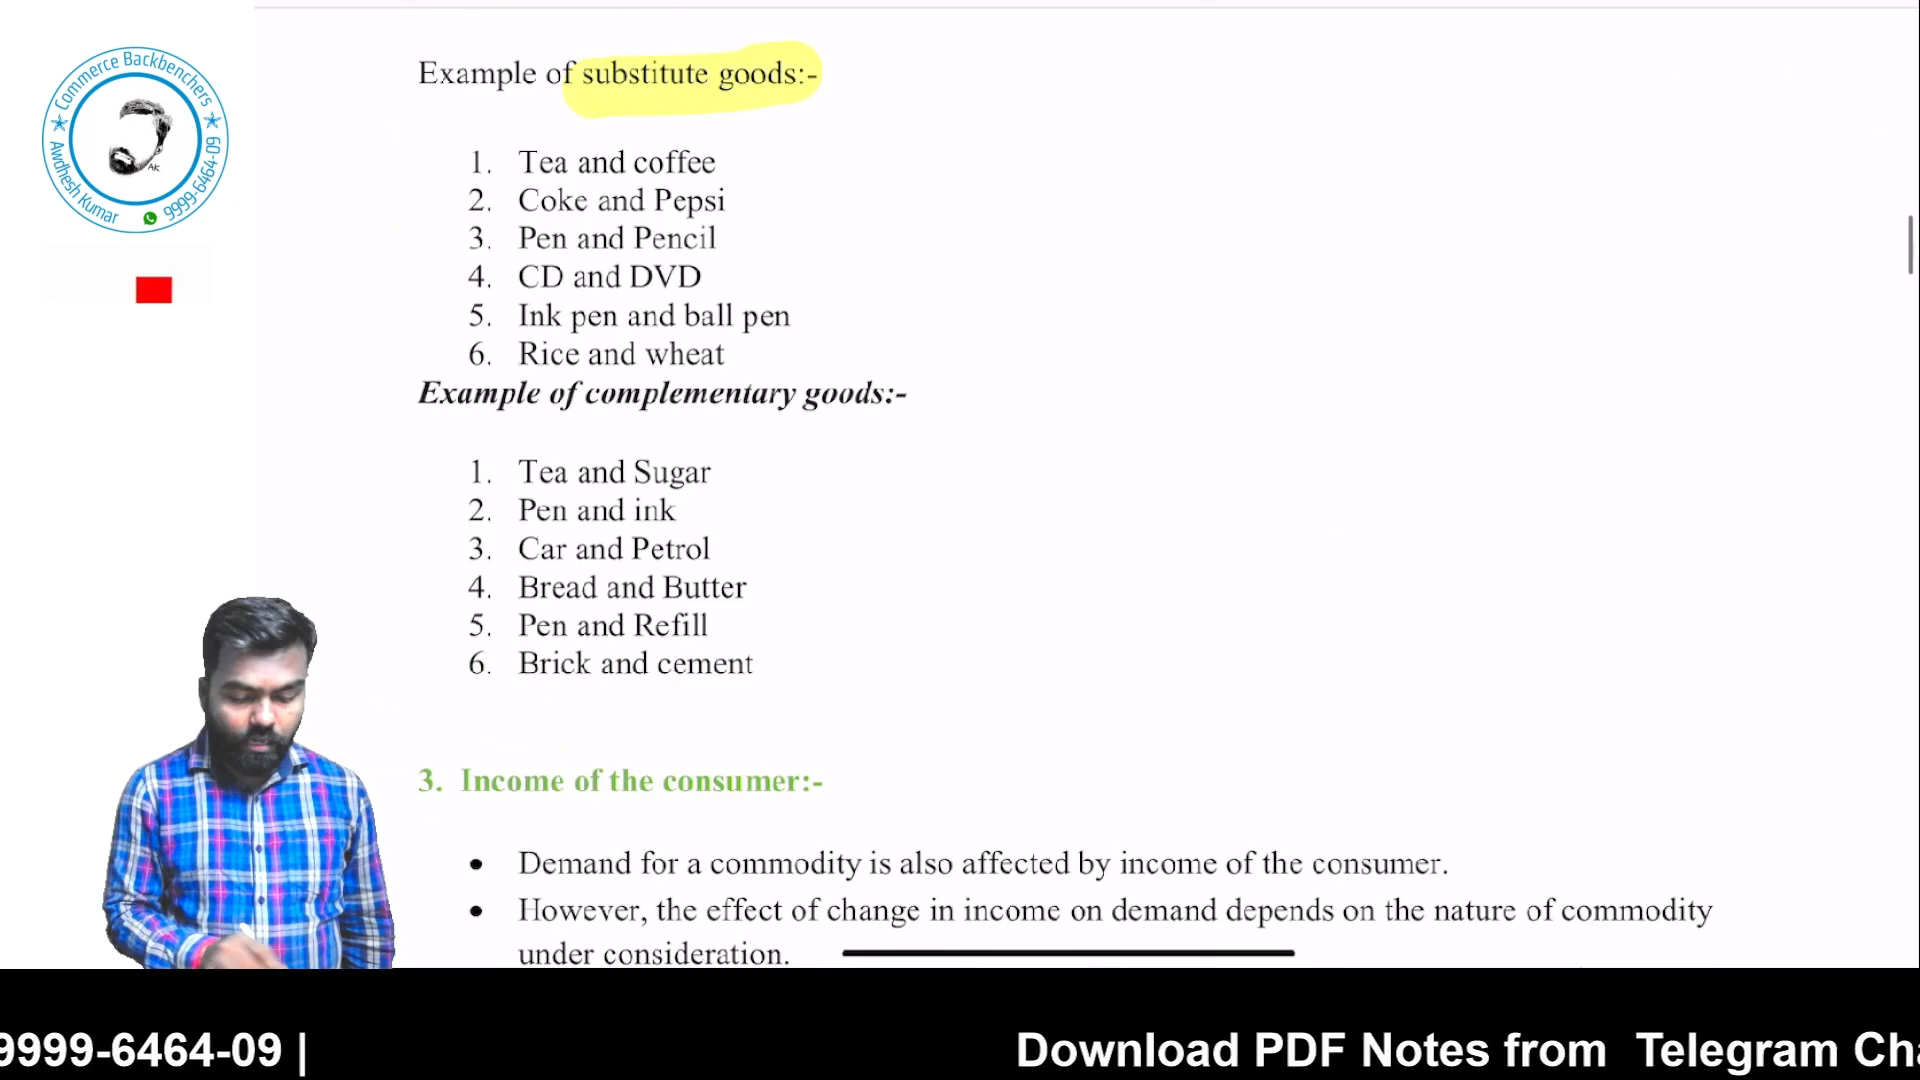 Commerce Backbenchers
Awdhesh Kumar
9999-6464-09
AK
Example of substitute goods:-
1. Tea and coffee
2. Coke and Pepsi
3. Pen and Pencil
4. CD and DVD
5. Ink pen and ball pen
6. Rice and wheat
Example of complementary goods:-
1. Tea and Sugar
2. Pen and ink
3. Car and Petrol
4. Bread and Butter
5. Pen and Refill
6. Brick and cement
3. Income of the consumer:-
• Demand for a commodity is also affected by income of the consumer.
• However, the effect of change in income on demand depends on the nature of commodity
under consideration.
9999-6464-09 | Download PDF Notes from Telegram Cha